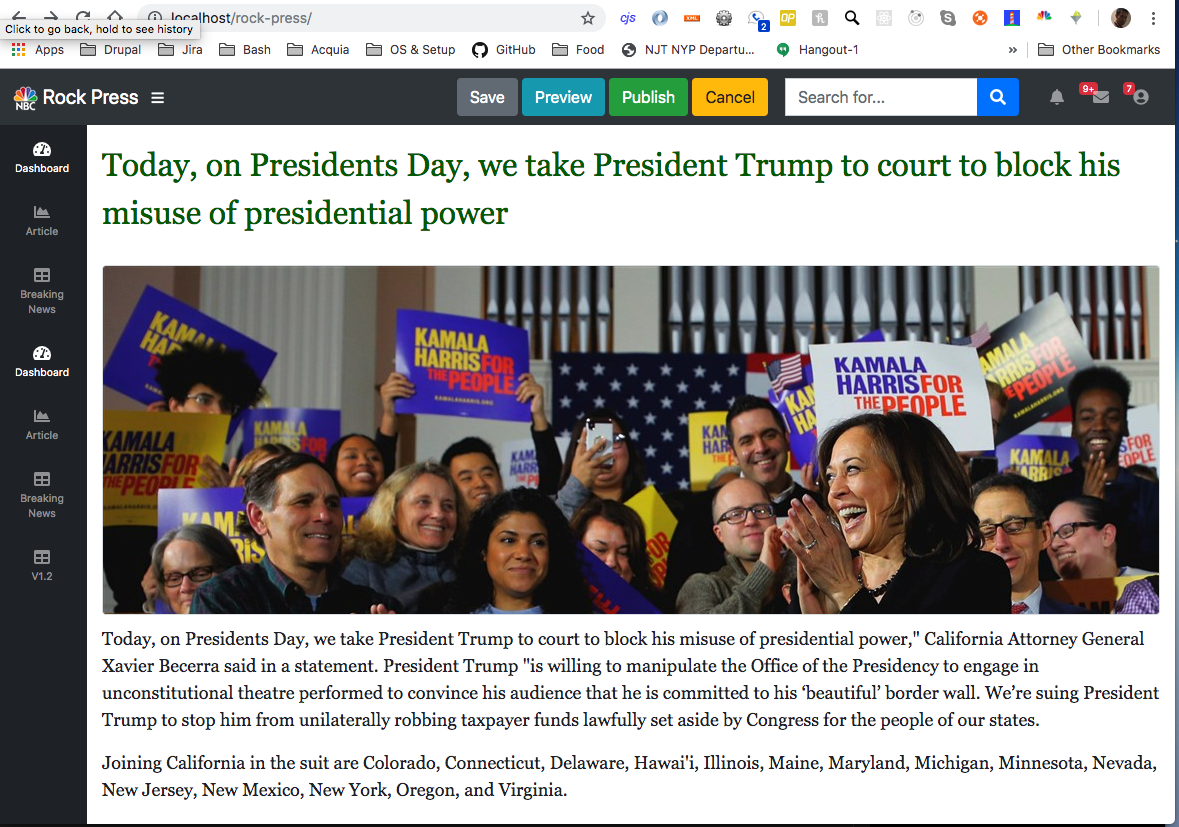 localhost/rock-press/
Click to go back, hold to see history
cjs
XML
2
OP
Apps Drupal Jira Bash Acquia OS & Setup GitHub Food NJT NYP Departu... Hangout-1 » Other Bookmarks
NBC Rock Press Save Preview Publish Cancel Search for... 9+ 7
Dashboard
Article
Breaking
News
Dashboard
Article
Breaking
News
V1.2
Today, on Presidents Day, we take President Trump to court to block his
misuse of presidential power
KAMALA
HARRIS FOR
THE PEOPLE
KAMALAHARRIS.ORG
KAMALA
HARRIS FOR
THE PEOPLE
Today, on Presidents Day, we take President Trump to court to block his misuse of presidential power," California Attorney General
Xavier Becerra said in a statement. President Trump "is willing to manipulate the Office of the Presidency to engage in
unconstitutional theatre performed to convince his audience that he is committed to his ‘beautiful’ border wall. We’re suing President
Trump to stop him from unilaterally robbing taxpayer funds lawfully set aside by Congress for the people of our states.
Joining California in the suit are Colorado, Connecticut, Delaware, Hawai'i, Illinois, Maine, Maryland, Michigan, Minnesota, Nevada,
New Jersey, New Mexico, New York, Oregon, and Virginia.